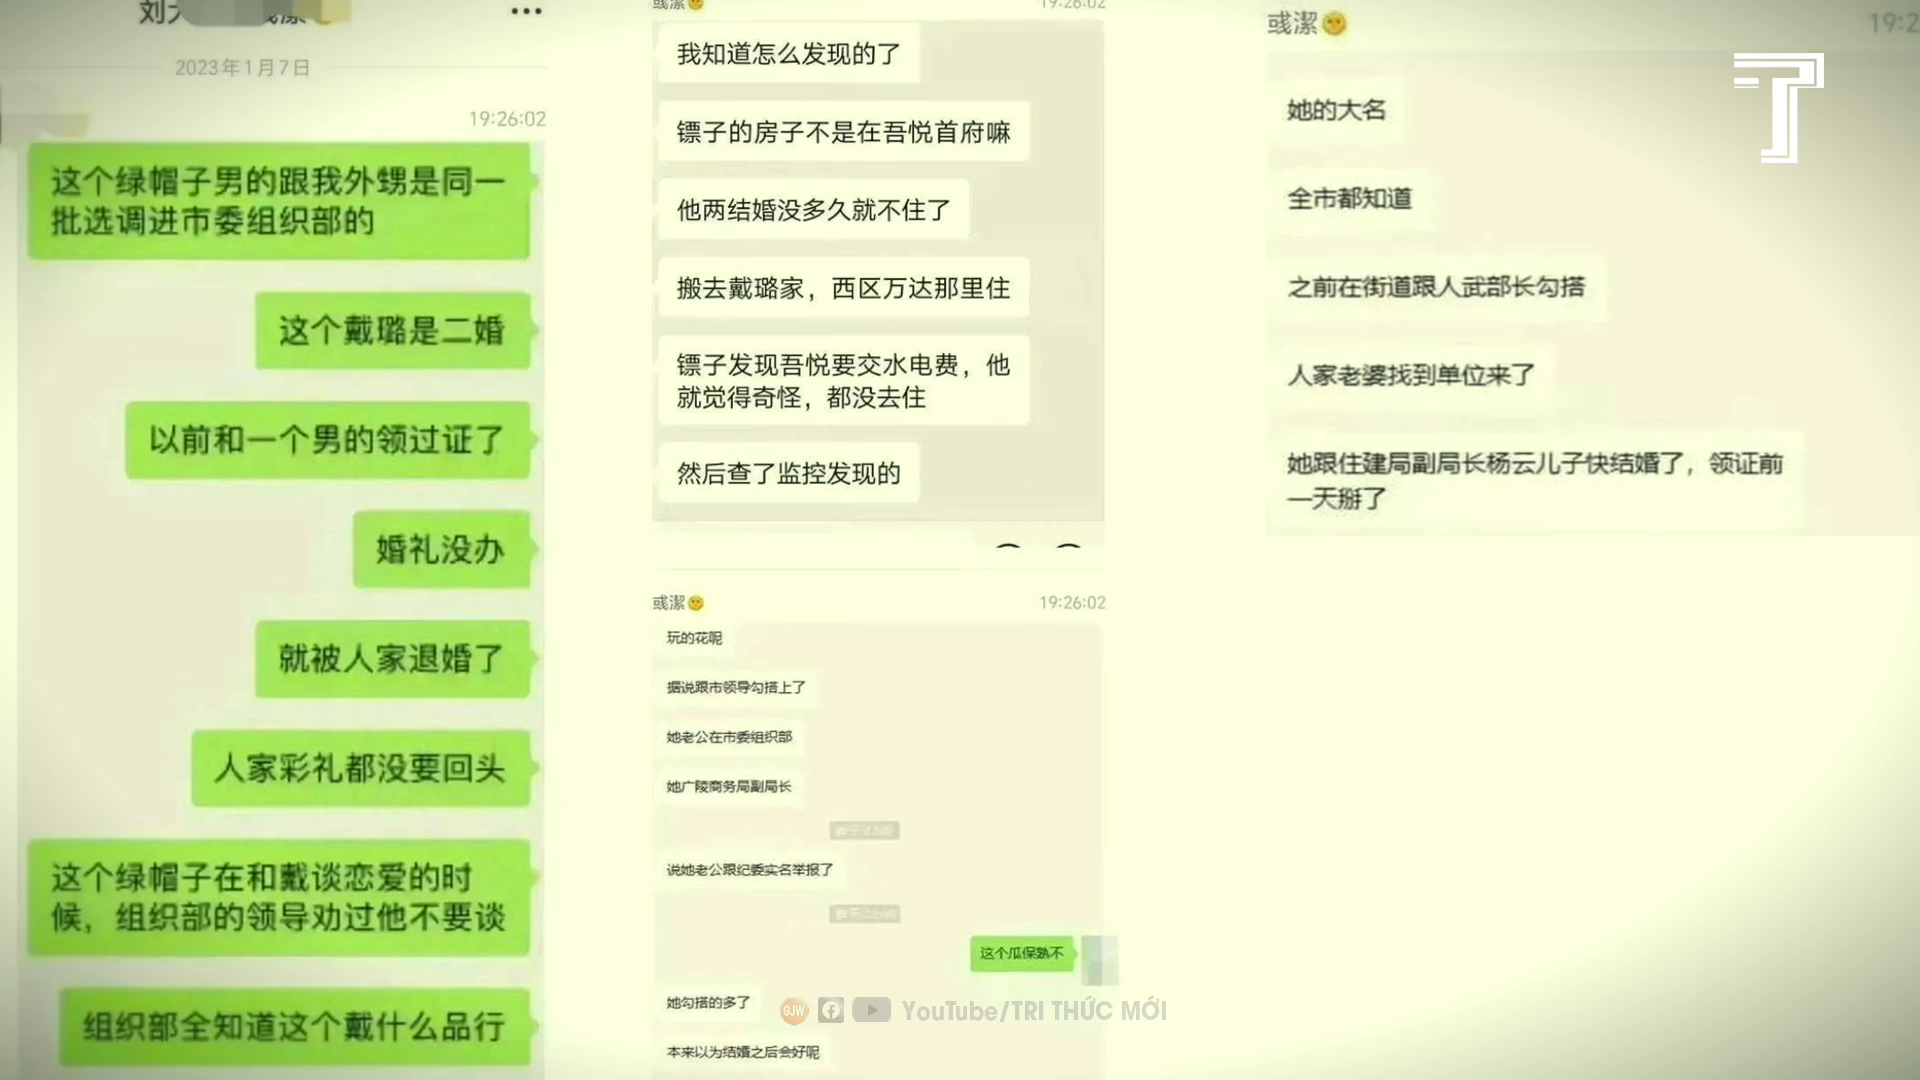 2023年1月7日
19:26:02
这个绿帽子男的跟我外甥是同一
批选调进市委组织部的
这个戴璐是二婚
以前和一个男的领过证了
婚礼没办
就被人家退婚了
人家彩礼都没要回头
这个绿帽子在和戴谈恋爱的时
候，组织部的领导劝过他不要谈
组织部全知道这个戴什么品行
彧潔
19:26:02
我知道怎么发现的了
镖子的房子不是在吾悦首府嘛
他两结婚没多久就不住了
搬去戴璐家，西区万达那里住
镖子发现吾悦要交水电费，他
就觉得奇怪，都没去住
然后查了监控发现的
彧潔
19:26:02
玩的花呢
据说跟市领导勾搭上了
她老公在市委组织部
她广陵商务局副局长
说她老公跟纪委实名举报了
这个瓜保熟不
她勾搭的多了
本来以为结婚之后会好呢
彧潔
19:2
她的大名
全市都知道
之前在街道跟人武部长勾搭
人家老婆找到单位来了
她跟住建局副局长杨云儿子快结婚了，领证前
一天掰了
GJW
YouTube/TRI THỨC MỚI